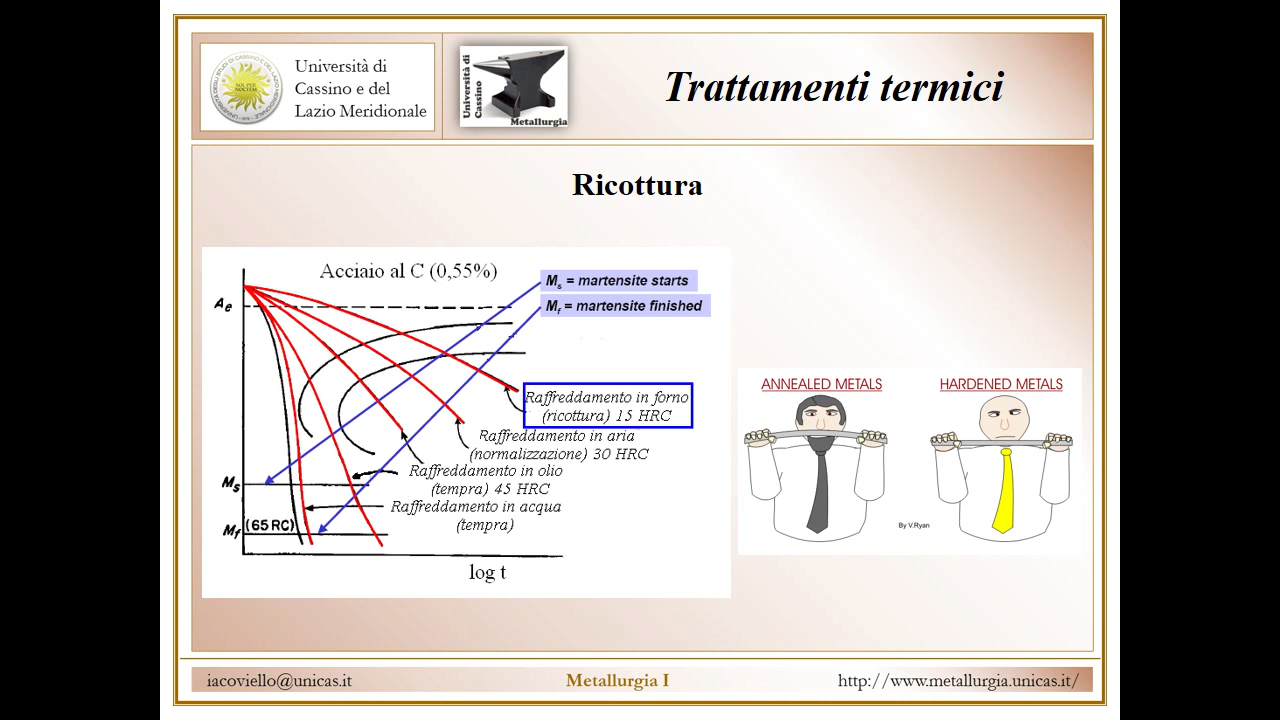 Università di
Cassino e del
Lazio Meridionale
Università di
Cassino
Metallurgia
Trattamenti termici
Ricottura
Acciaio al C (0,55%)
Ms = martensite starts
Mf = martensite finished
Ae
Raffreddamento in forno
(ricottura) 15 HRC
Raffreddamento in aria
(normalizzazione) 30 HRC
Raffreddamento in olio
(tempra) 45 HRC
Raffreddamento in acqua
(tempra)
Ms
Mf
(65 RC)
log t
ANNEALED METALS
HARDENED METALS
By V.Ryan
iacoviello@unicas.it
Metallurgia I
http://www.metallurgia.unicas.it/